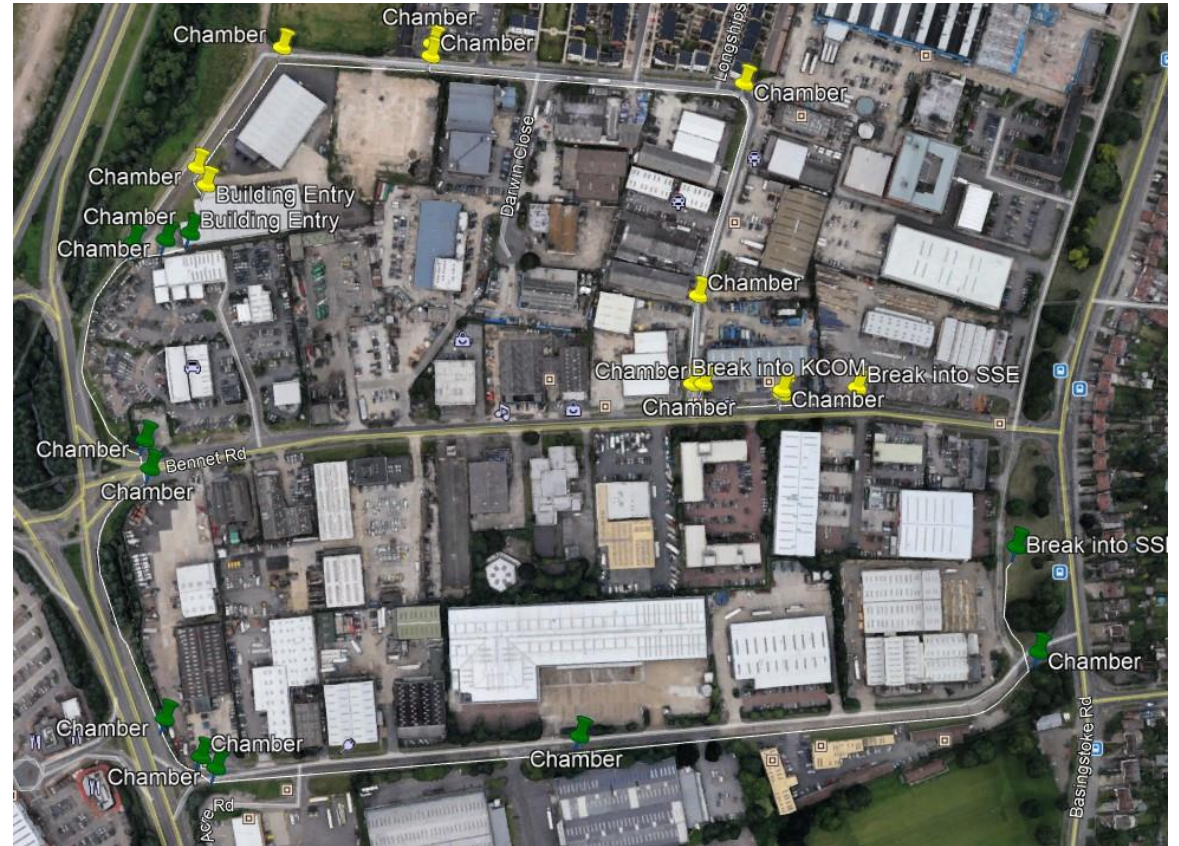 Chamber
Chamber
Chamber
Longships
Chamber
Darwin Close
Chamber
Building Entry
Chamber
Building Entry
Chamber
Chamber
Chamber
Break into KCOM
Break into SSE
Chamber
Chamber
Chamber
Bennet Rd
Chamber
Break into SSE
Chamber
Chamber
Chamber
Chamber
Chamber
Basingstoke Rd
Acre Rd